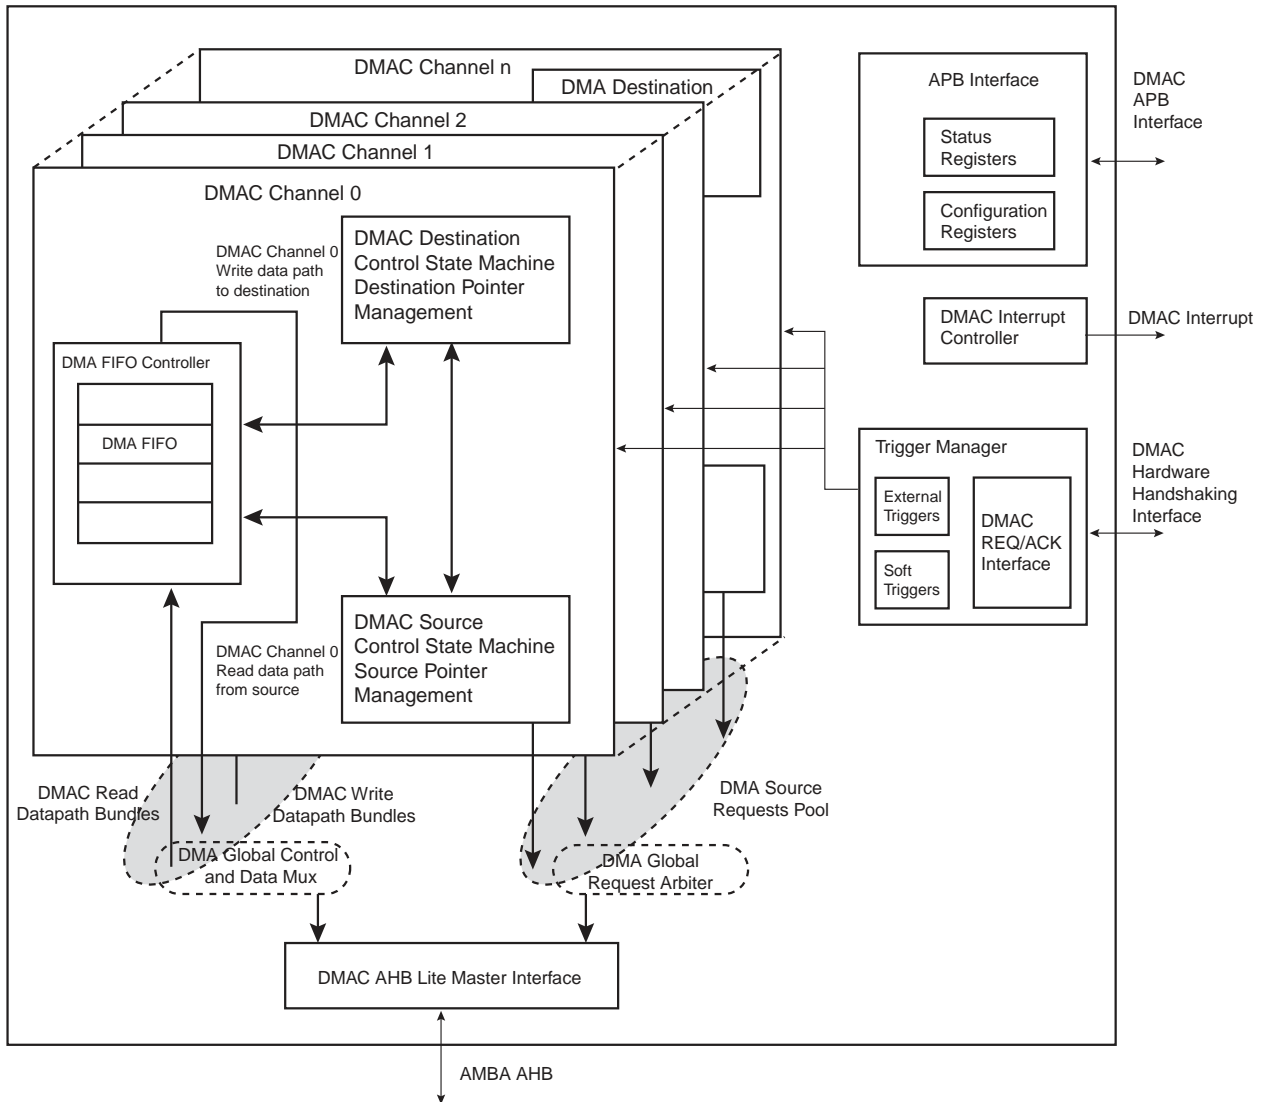 DMAC Channel n
DMA Destination
DMAC Channel 2
DMAC Channel 1
DMAC Channel 0
DMAC Channel 0
Write data path
to destination
DMAC Destination
Control State Machine
Destination Pointer
Management
DMA FIFO Controller
DMA FIFO
DMAC Channel 0
Read data path
from source
DMAC Source
Control State Machine
Source Pointer
Management
APB Interface
Status
Registers
Configuration
Registers
DMAC
APB
Interface
DMAC Interrupt
Controller
DMAC Interrupt
Trigger Manager
External
Triggers
Soft
Triggers
DMAC
REQ/ACK
Interface
DMAC
Hardware
Handshaking
Interface
DMAC Read
Datapath Bundles
DMAC Write
Datapath Bundles
DMA Source
Requests Pool
DMA Global Control
and Data Mux
DMA Global
Request Arbiter
DMAC AHB Lite Master Interface
AMBA AHB